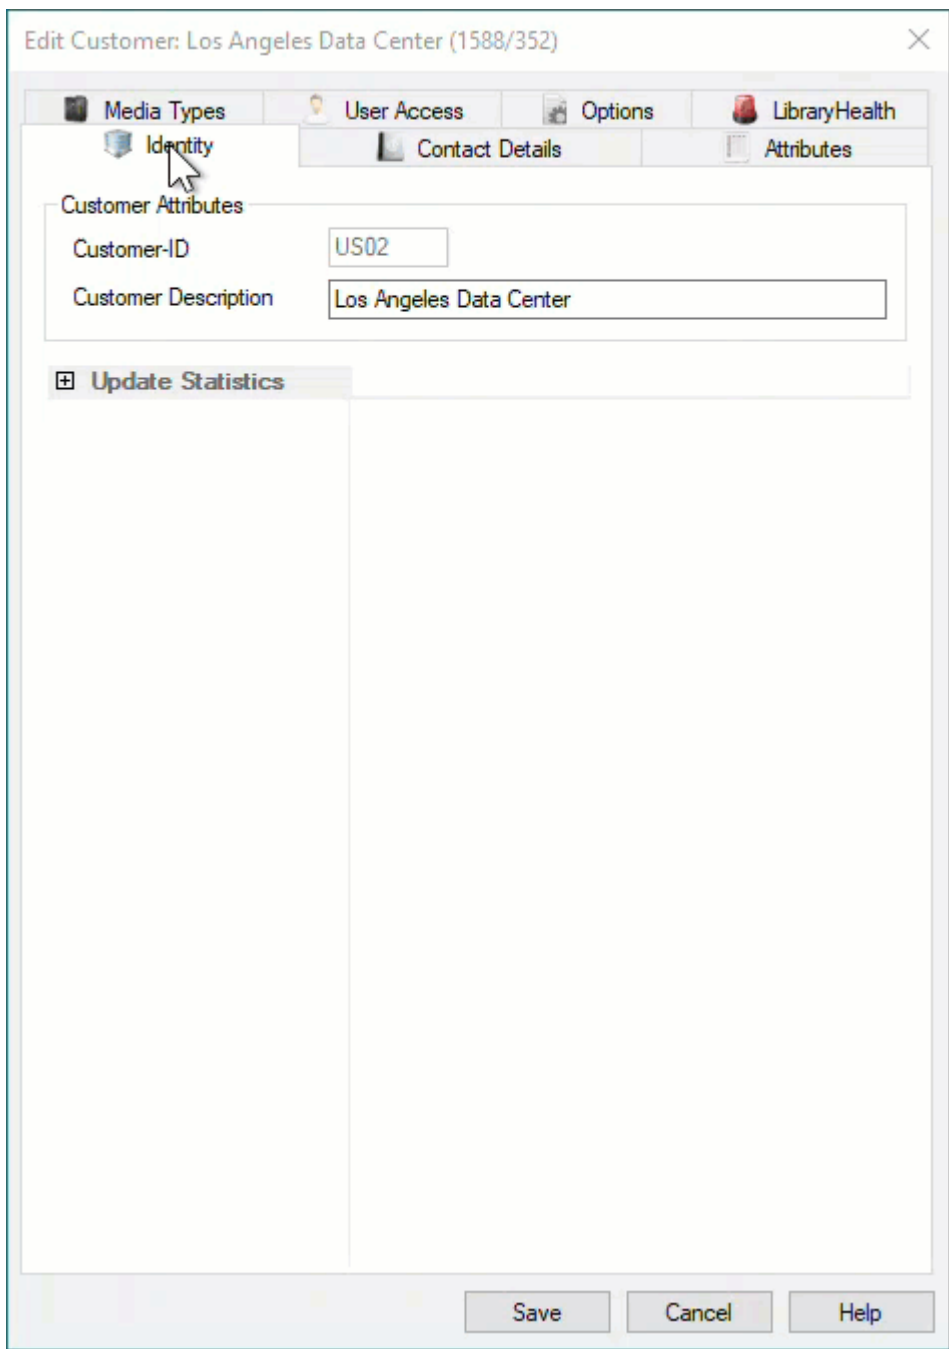 Edit Customer: Los Angeles Data Center (1588/352)
Media Types User Access Options LibraryHealth
Identity Contact Details Attributes
Customer Attributes
Customer-ID US02
Customer Description Los Angeles Data Center
Update Statistics
Save Cancel Help